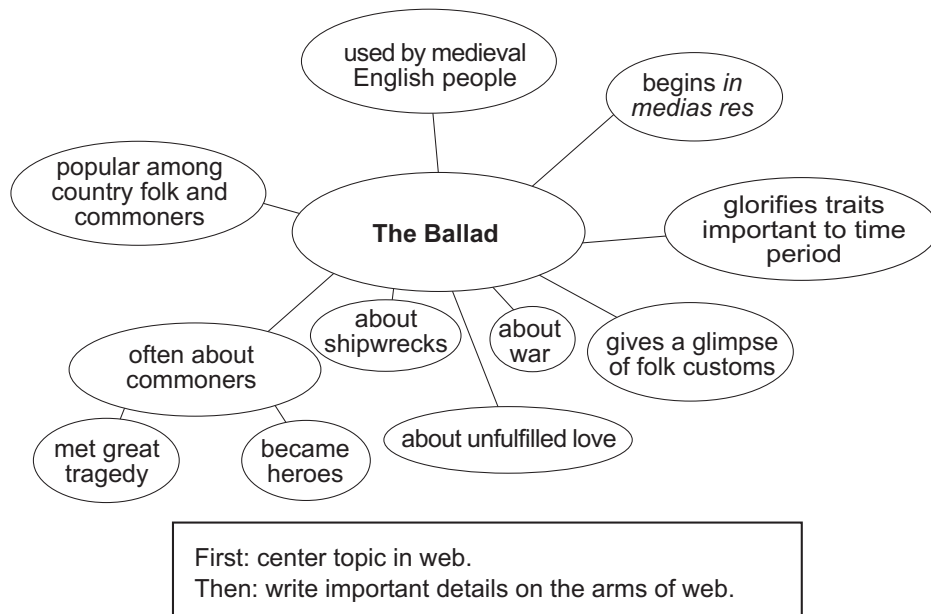 used by medieval
English people
begins in
medias res
popular among
country folk and
commoners
The Ballad
glorifies traits
important to time
period
about
shipwrecks
about
war
gives a glimpse
of folk customs
often about
commoners
met great
tragedy
became
heroes
about unfulfilled love
First: center topic in web.
Then: write important details on the arms of web.